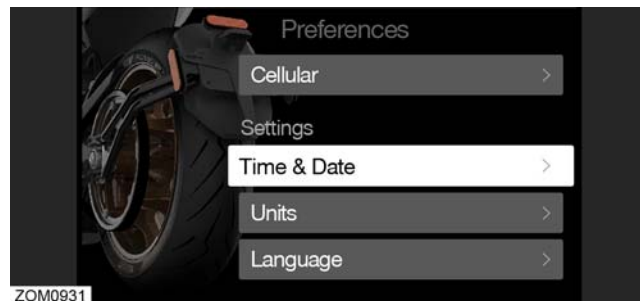 Preferences
Cellular
Settings
Time & Date
Units
Language
ZOM0931